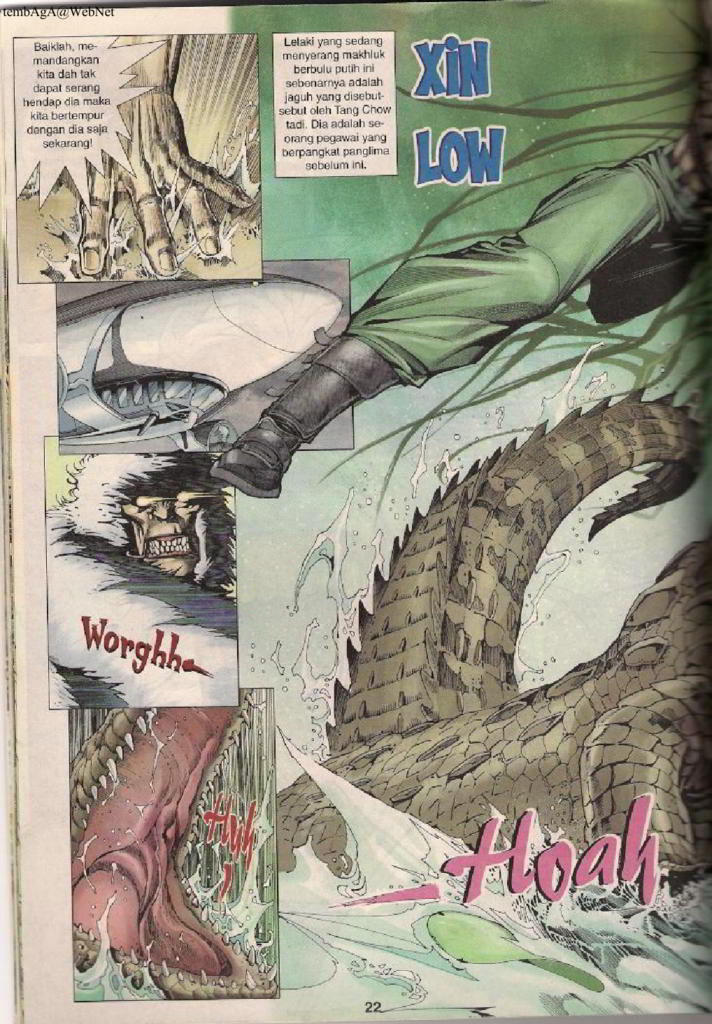 tembAgA@WebNet
Baiklah, me-
mandangkan
kita dah tak
dapat serang
hendap dia maka
kita bertempur
dengan dia saja
sekarang!
Lelaki yang sedang
menyerang makhluk
berbulu putih ini
sebenarnya adalah
jaguh yang disebut-
sebut oleh Tang Chow
tadi. Dia adalah se-
orang pegawai yang
berpangkat panglima
sebelum ini.
XIN
LOW
Worghh
Huh
Hoah
22